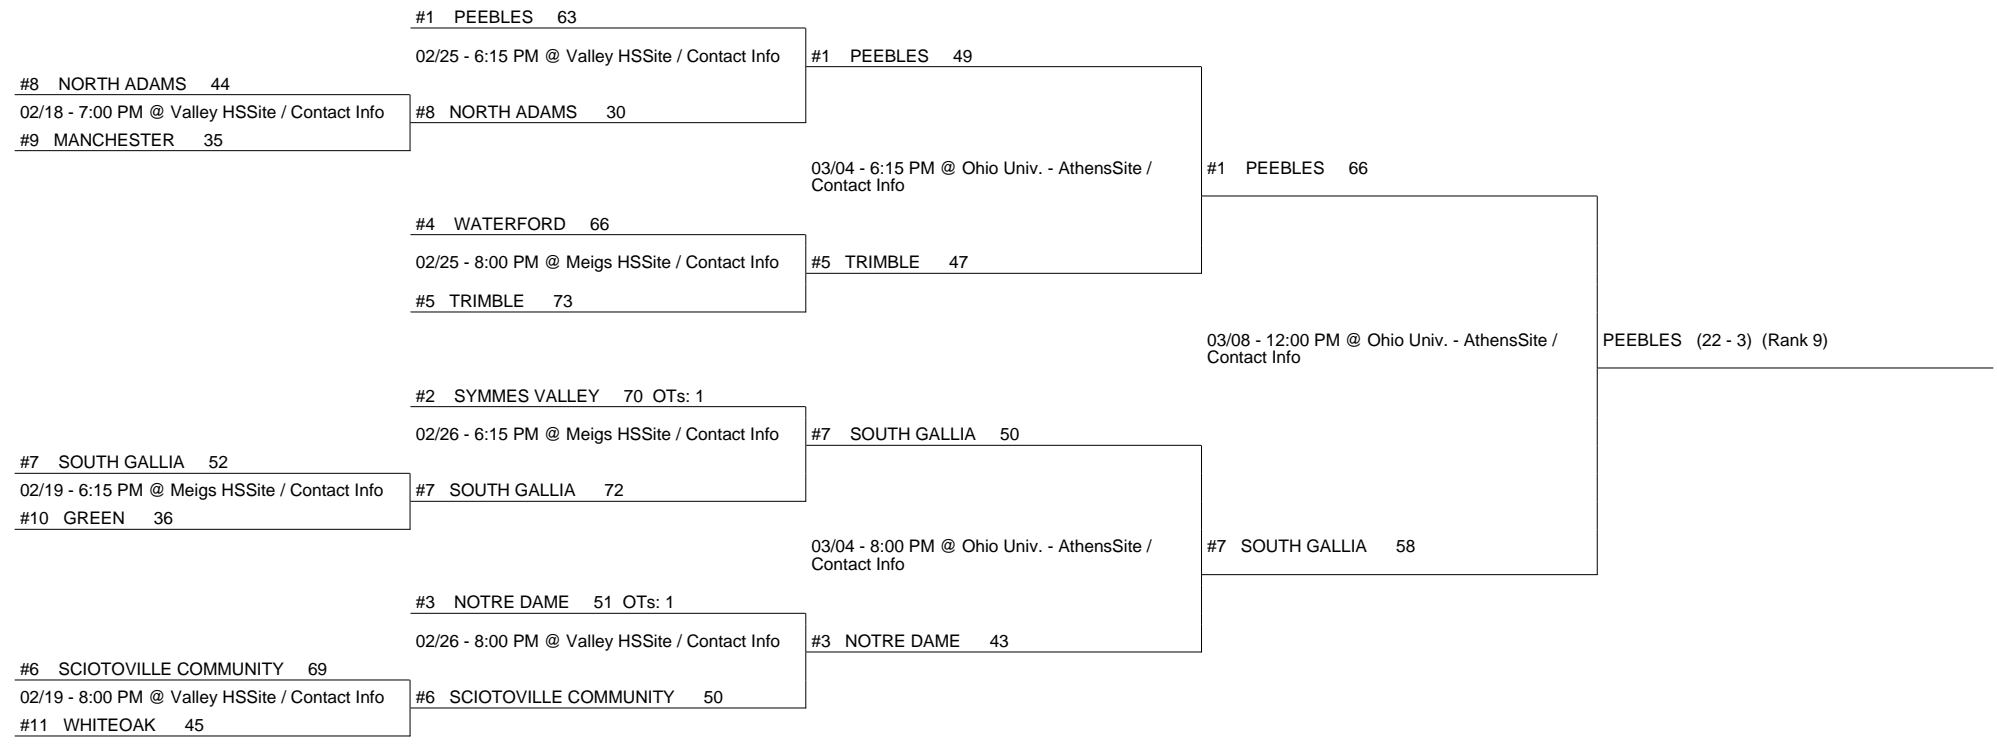 #1 PEEBLES 63
02/25 - 6:15 PM @ Valley HSSite / Contact Info
#1 PEEBLES 49
#8 NORTH ADAMS 44
02/18 - 7:00 PM @ Valley HSSite / Contact Info
#8 NORTH ADAMS 30
#9 MANCHESTER 35
03/04 - 6:15 PM @ Ohio Univ. - AthensSite /
Contact Info
#1 PEEBLES 66
#4 WATERFORD 66
02/25 - 8:00 PM @ Meigs HSSite / Contact Info
#5 TRIMBLE 47
#5 TRIMBLE 73
03/08 - 12:00 PM @ Ohio Univ. - AthensSite /
Contact Info
PEEBLES (22 - 3) (Rank 9)
#2 SYMMES VALLEY 70 OTs: 1
02/26 - 6:15 PM @ Meigs HSSite / Contact Info
#7 SOUTH GALLIA 50
#7 SOUTH GALLIA 52
02/19 - 6:15 PM @ Meigs HSSite / Contact Info
#7 SOUTH GALLIA 72
#10 GREEN 36
03/04 - 8:00 PM @ Ohio Univ. - AthensSite /
Contact Info
#7 SOUTH GALLIA 58
#3 NOTRE DAME 51 OTs: 1
02/26 - 8:00 PM @ Valley HSSite / Contact Info
#3 NOTRE DAME 43
#6 SCIOTOVILLE COMMUNITY 69
02/19 - 8:00 PM @ Valley HSSite / Contact Info
#6 SCIOTOVILLE COMMUNITY 50
#11 WHITEOAK 45